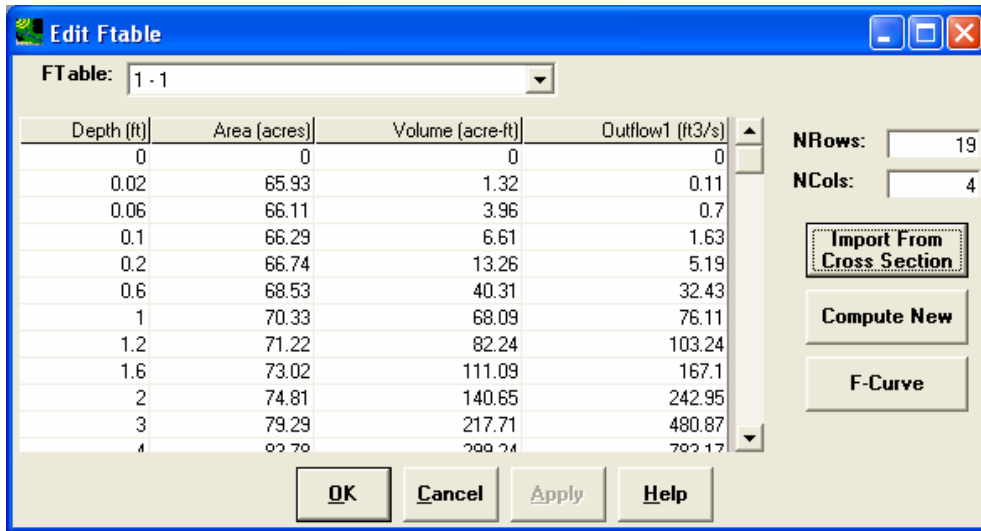 Edit Ftable
FTable: 1 - 1
Depth (ft) Area (acres) Volume (acre-ft) Outflow1 (ft3/s)
0 0 0 0
0.02 65.93 1.32 0.11
0.06 66.11 3.96 0.7
0.1 66.29 6.61 1.63
0.2 66.74 13.26 5.19
0.6 68.53 40.31 32.43
1 70.33 68.09 76.11
1.2 71.22 82.24 103.24
1.6 73.02 111.09 167.1
2 74.81 140.65 242.95
3 79.29 217.71 480.87
4 299.24
NRows: 19
NCols: 4
Import From
Cross Section
Compute New
F-Curve
OK Cancel Apply Help